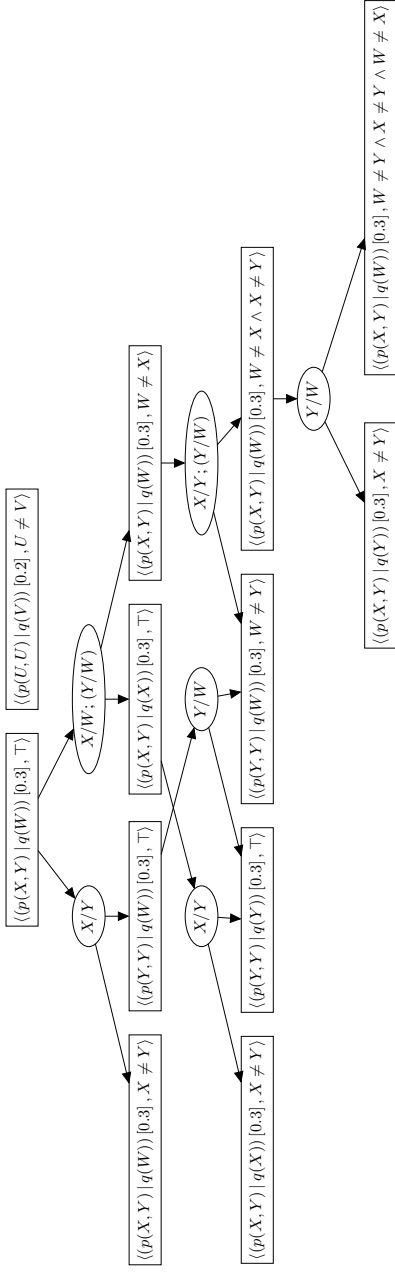 ⟨(p(X, Y) | q(W)) [0.3], ⊤⟩
⟨(p(U, U) | q(V)) [0.2], U ≠ V⟩
X/Y
X/W; (Y/W)
⟨(p(X, Y) | q(W)) [0.3], X ≠ Y⟩
⟨(p(Y, Y) | q(W)) [0.3], ⊤⟩
⟨(p(X, Y) | q(X)) [0.3], ⊤⟩
⟨(p(X, Y) | q(W)) [0.3], W ≠ X⟩
X/Y
Y/W
X/Y; (Y/W)
⟨(p(X, Y) | q(X)) [0.3], X ≠ Y⟩
⟨(p(Y, Y) | q(Y)) [0.3], ⊤⟩
⟨(p(Y, Y) | q(W)) [0.3], W ≠ Y⟩
⟨(p(X, Y) | q(W)) [0.3], W ≠ X ∧ X ≠ Y⟩
Y/W
⟨(p(X, Y) | q(Y)) [0.3], X ≠ Y⟩
⟨(p(X, Y) | q(W)) [0.3], W ≠ Y ∧ X ≠ Y ∧ W ≠ X⟩